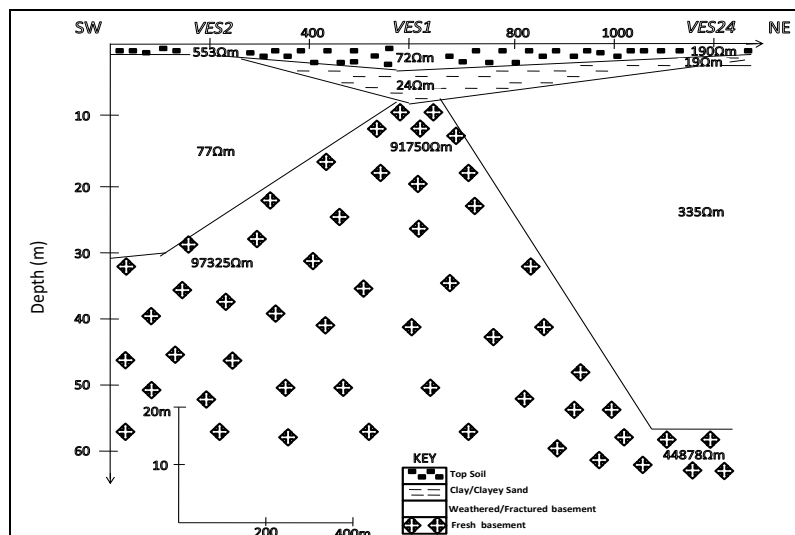 SW VES2 400 VES1 800 1000 VES24 NE
553Ωm 72Ωm 190Ωm
19Ωm
24Ωm
10
91750Ωm
77Ωm
20
335Ωm
30
97325Ωm
Depth (m)
40
50
20m
60
10
KEY
Top Soil
Clay/Clayey Sand
Weathered/Fractured basement
Fresh basement
44878Ωm
200 400m